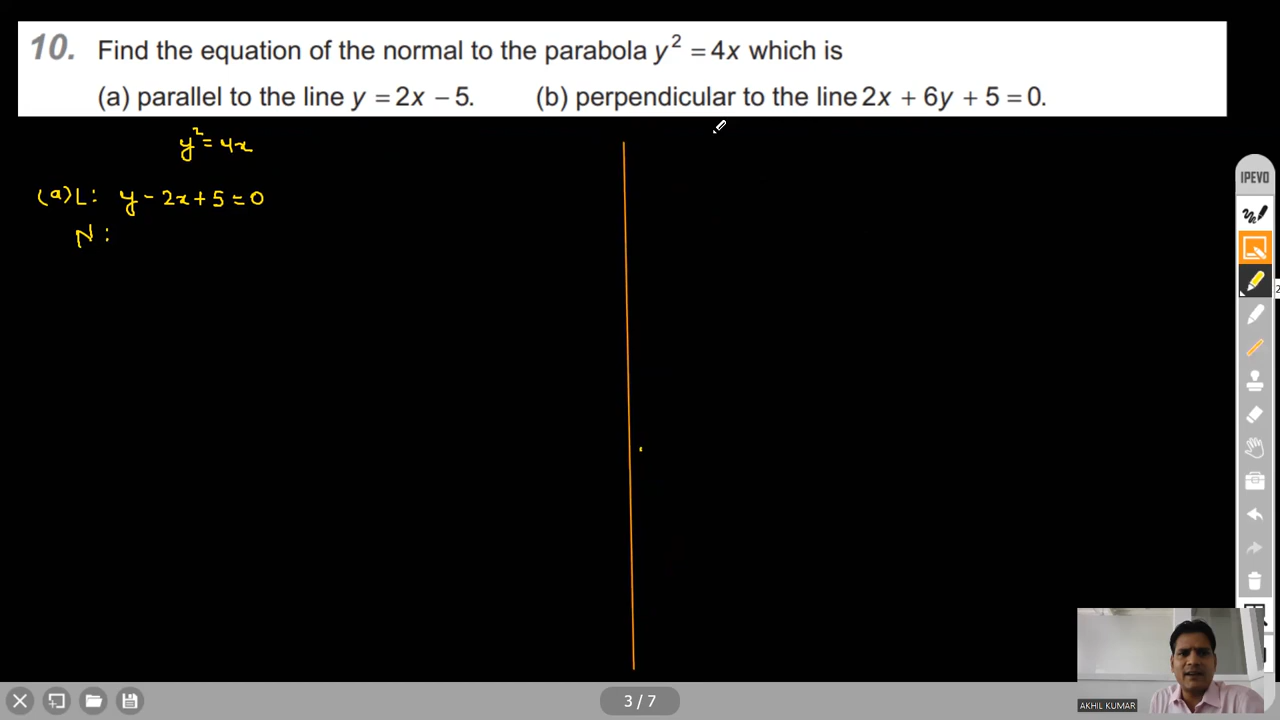 10. Find the equation of the normal to the parabola y² = 4x which is
(a) parallel to the line y = 2x − 5. (b) perpendicular to the line 2x + 6y + 5 = 0.
y² = 4x
(a) L: y − 2x + 5 = 0
N:
IPEVO
2
3 / 7
AKHIL KUMAR